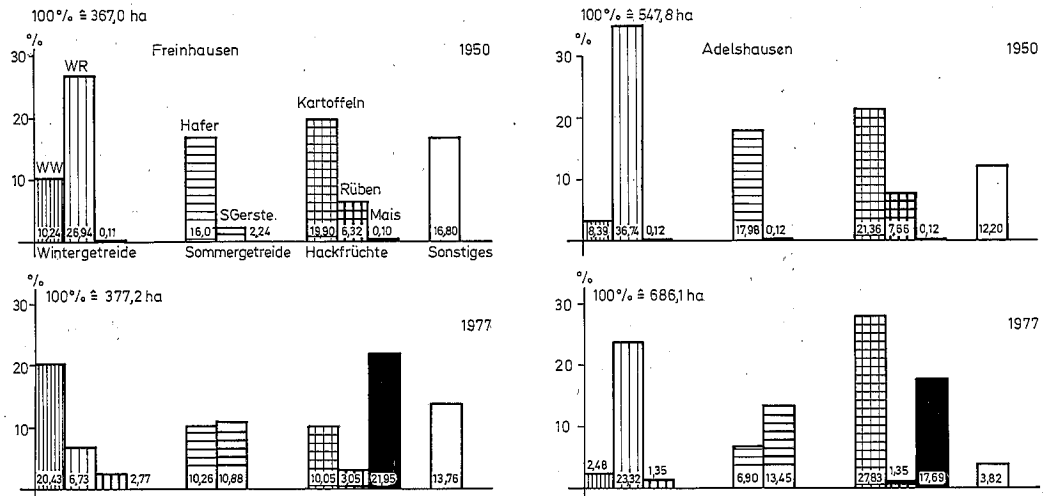 100% ≙ 367,0 ha
%
Freinhausen
1950
30
20
10
WW
WR
Hafer
SGerste.
Kartoffeln
Rüben
Mais
10,24 26,94 0,11 16,0 2,24 19,90 6,32 0,10 16,80
Wintergetreide Sommergetreide Hackfrüchte Sonstiges
100% ≙ 547,8 ha
%
Adelshausen
1950
30
20
10
8,39 36,74 0,12 17,98 0,12 21,36 7,66 0,12 12,20
%
100% ≙ 377,2 ha
1977
30
20
10
20,43 6,73 2,77 10,26 10,88 10,05 3,05 21,95 13,76
%
100% ≙ 686,1 ha
1977
30
20
10
2,48 23,32 1,35 6,90 13,45 27,83 1,35 17,69 3,82